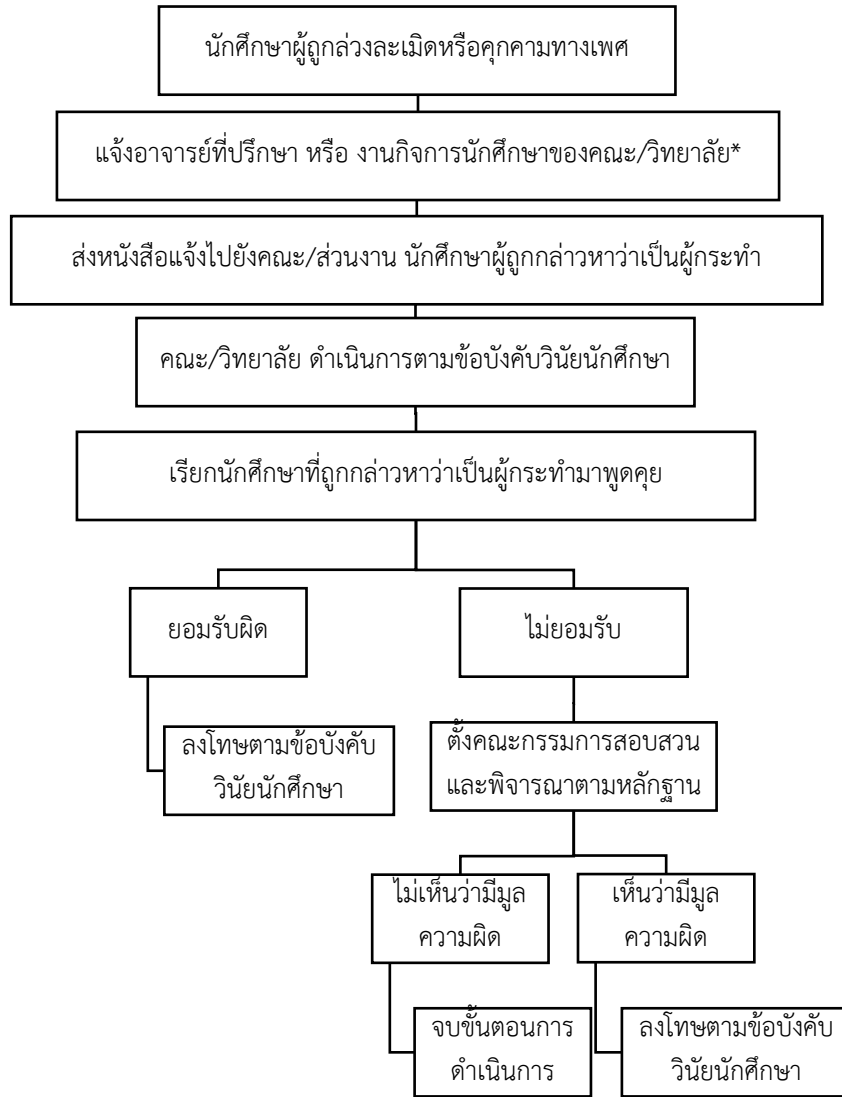 นักศึกษาผู้ถูกล่วงละเมิดหรือคุกคามทางเพศ
แจ้งอาจารย์ที่ปรึกษา หรือ งานกิจการนักศึกษาของคณะ/วิทยาลัย*
ส่งหนังสือแจ้งไปยังคณะ/ส่วนงาน นักศึกษาผู้ถูกกล่าวหาว่าเป็นผู้กระทำ
คณะ/วิทยาลัย ดำเนินการตามข้อบังคับวินัยนักศึกษา
เรียกนักศึกษาที่ถูกกล่าวหาว่าเป็นผู้กระทำมาพูดคุย
ยอมรับผิด
ไม่ยอมรับ
ลงโทษตามข้อบังคับ
วินัยนักศึกษา
ตั้งคณะกรรมการสอบสวน
และพิจารณาตามหลักฐาน
ไม่เห็นว่ามีมูล
ความผิด
เห็นว่ามีมูล
ความผิด
จบขั้นตอนการ
ดำเนินการ
ลงโทษตามข้อบังคับ
วินัยนักศึกษา